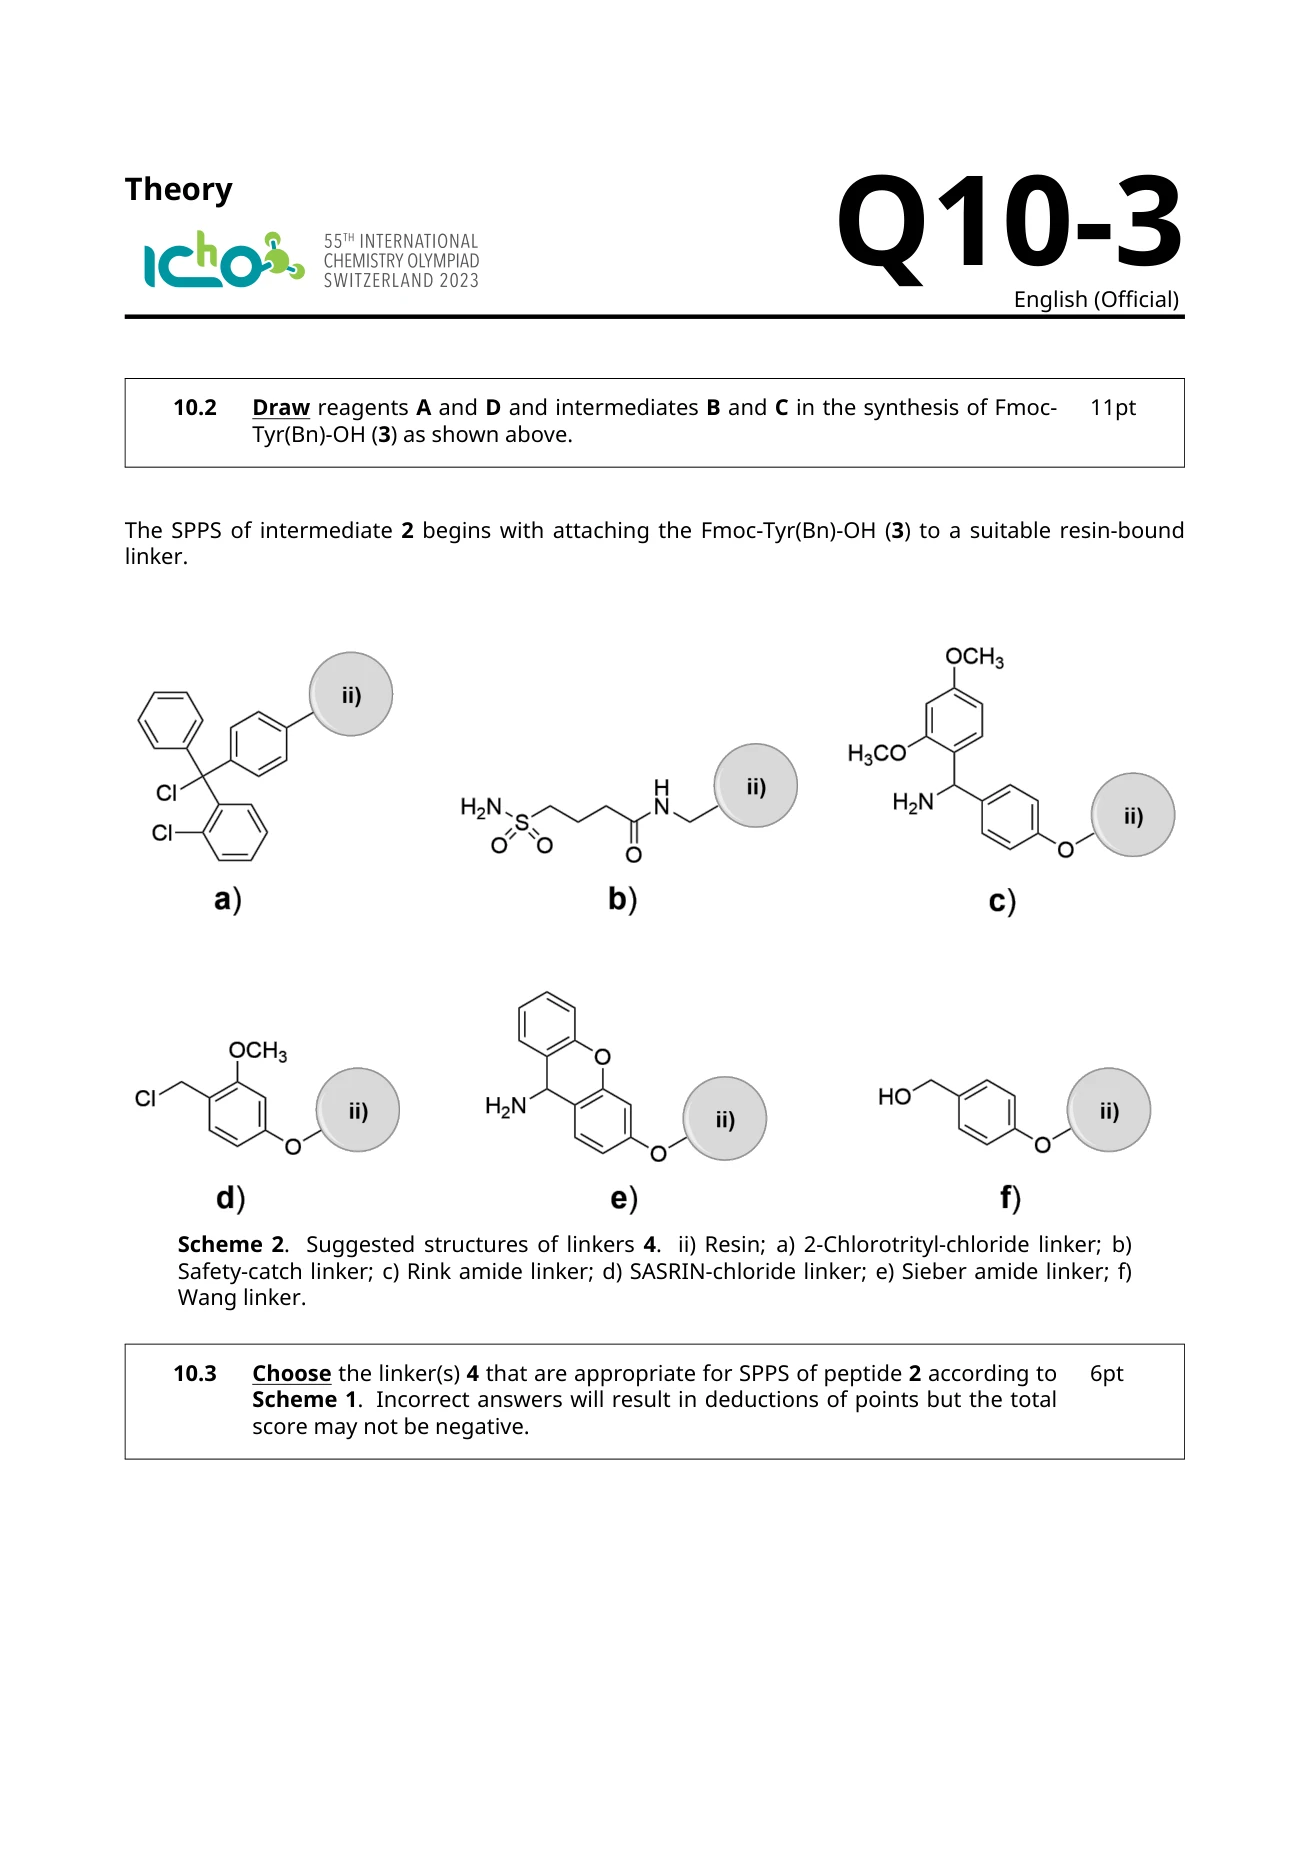 Theory
Q10-3
IChO
55TH INTERNATIONAL
CHEMISTRY OLYMPIAD
SWITZERLAND 2023
English (Official)
10.2 Draw reagents A and D and intermediates B and C in the synthesis of Fmoc- 11pt
Tyr(Bn)-OH (3) as shown above.
The SPPS of intermediate 2 begins with attaching the Fmoc-Tyr(Bn)-OH (3) to a suitable resin-bound
linker.
ii)
Cl
Cl
a)
H2N
S
O O
O
H
N
ii)
b)
OCH3
H3CO
H2N
O
ii)
c)
OCH3
Cl
O
ii)
d)
O
H2N
O
ii)
e)
HO
O
ii)
f)
Scheme 2. Suggested structures of linkers 4. ii) Resin; a) 2-Chlorotrityl-chloride linker; b)
Safety-catch linker; c) Rink amide linker; d) SASRIN-chloride linker; e) Sieber amide linker; f)
Wang linker.
10.3 Choose the linker(s) 4 that are appropriate for SPPS of peptide 2 according to 6pt
Scheme 1. Incorrect answers will result in deductions of points but the total
score may not be negative.